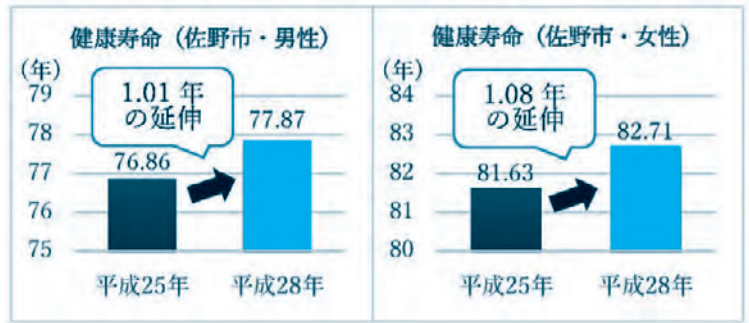 健康寿命（佐野市・男性）
（年）
79
78
77
76
75
1.01 年
の延伸
76.86
77.87
平成25年
平成28年
健康寿命（佐野市・女性）
（年）
84
83
82
81
80
1.08 年
の延伸
81.63
82.71
平成25年
平成28年